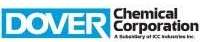 DOVER Chemical
Corporation
A Subsidiary of ICC Industries Inc.